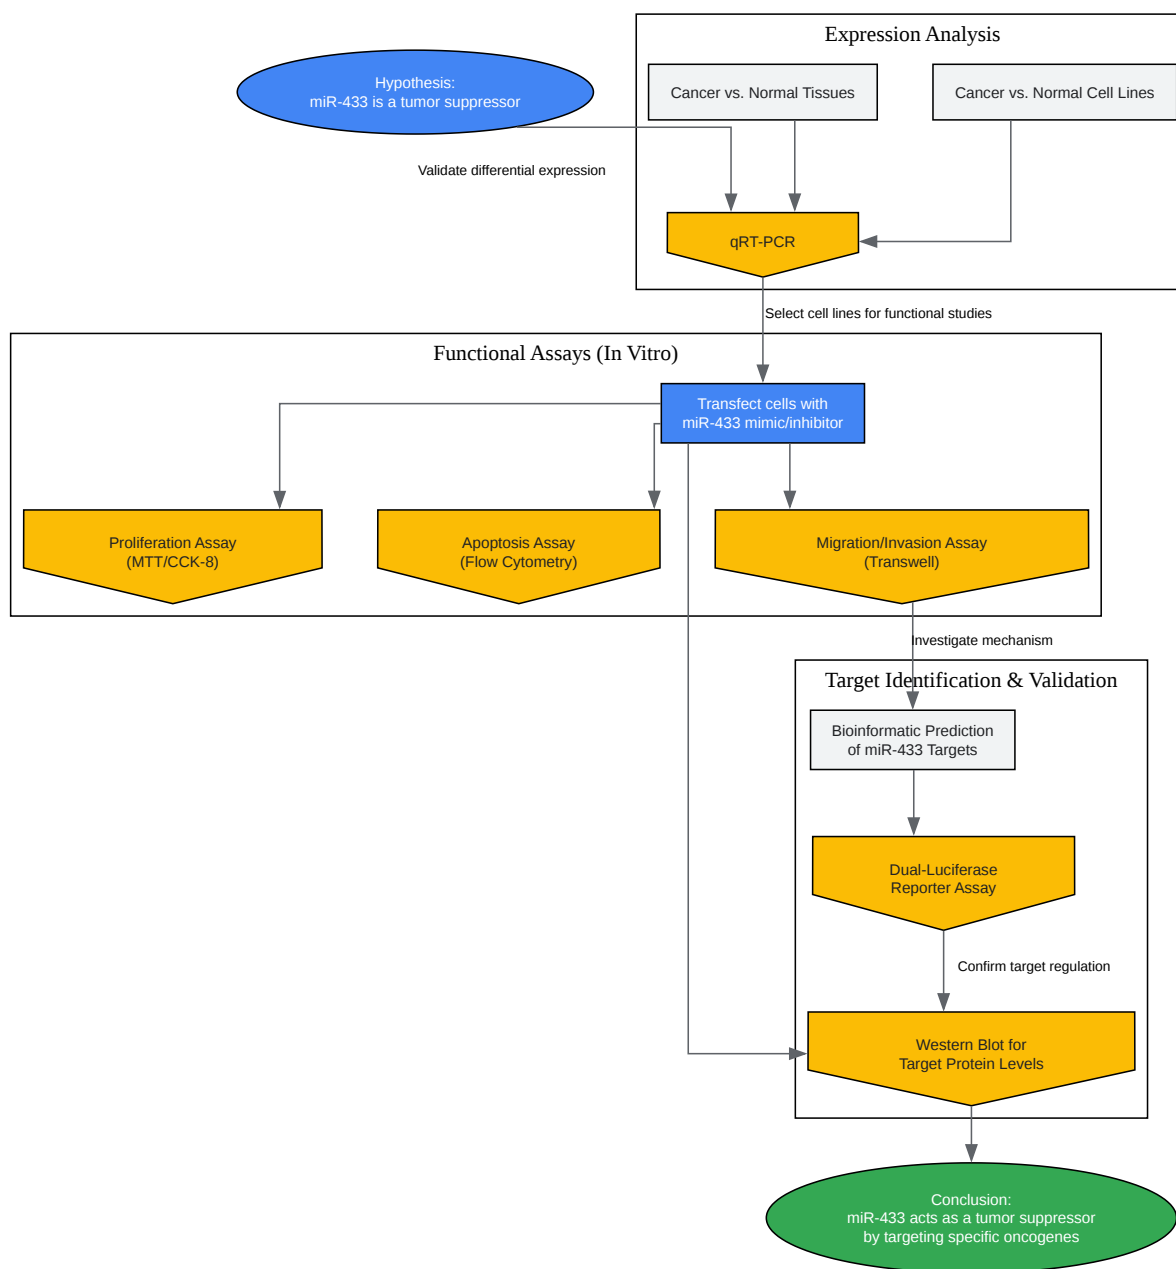 Expression Analysis
Hypothesis:
miR-433 is a tumor suppressor
Cancer vs. Normal Tissues
Cancer vs. Normal Cell Lines
Validate differential expression
qRT-PCR
Select cell lines for functional studies
Functional Assays (In Vitro)
Transfect cells with
miR-433 mimic/inhibitor
Proliferation Assay
(MTT/CCK-8)
Apoptosis Assay
(Flow Cytometry)
Migration/Invasion Assay
(Transwell)
Investigate mechanism
Target Identification & Validation
Bioinformatic Prediction
of miR-433 Targets
Dual-Luciferase
Reporter Assay
Confirm target regulation
Western Blot for
Target Protein Levels
Conclusion:
miR-433 acts as a tumor suppressor
by targeting specific oncogenes